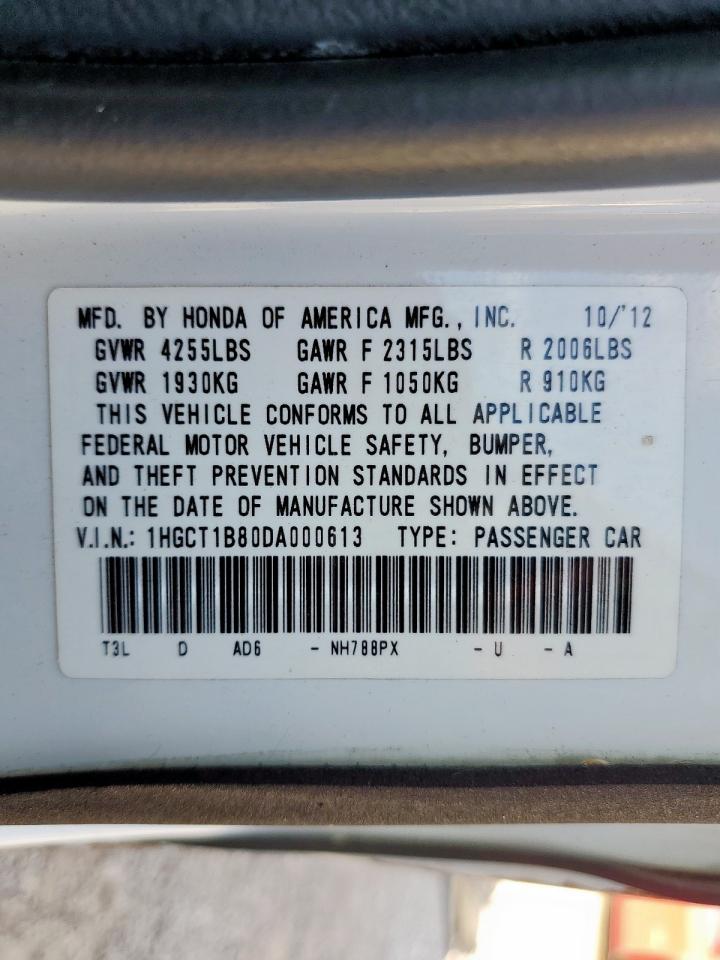 MFD. BY HONDA OF AMERICA MFG., INC. 10/'12
GVWR 4255LBS GAWR F 2315LBS R 2006LBS
GVWR 1930KG GAWR F 1050KG R 910KG
THIS VEHICLE CONFORMS TO ALL APPLICABLE
FEDERAL MOTOR VEHICLE SAFETY, BUMPER,
AND THEFT PREVENTION STANDARDS IN EFFECT
ON THE DATE OF MANUFACTURE SHOWN ABOVE.
V.I.N.: 1HGCT1B80DA000613 TYPE: PASSENGER CAR
T3L D AD6 - NH788PX - U - A